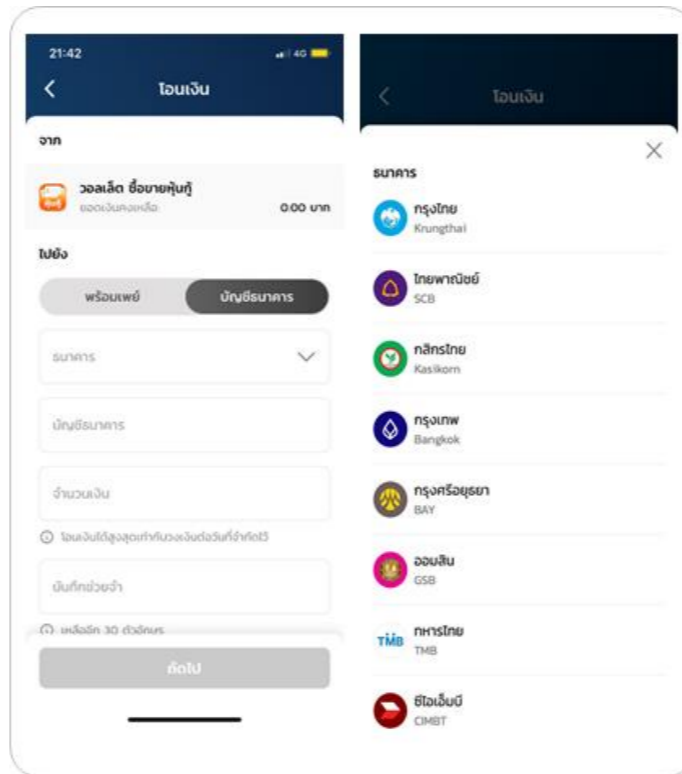 21:42
4G
โอนเงิน
จาก
วอลเล็ต ซื้อขายหุ้นกู้
ยอดเงินคงเหลือ
0.00 บาท
ไปยัง
พร้อมเพย์
บัญชีธนาคาร
ธนาคาร
บัญชีธนาคาร
จำนวนเงิน
โอนเงินได้สูงสุดเท่ากับวงเงินต่อวันที่จำกัดไว้
บันทึกช่วยจำ
เหลืออีก 30 ตัวอักษร
ถัดไป
โอนเงิน
ธนาคาร
กรุงไทย
Krungthai
ไทยพาณิชย์
SCB
กสิกรไทย
Kasikorn
กรุงเทพ
Bangkok
กรุงศรีอยุธยา
BAY
ออมสิน
GSB
TMB
ทหารไทย
TMB
ซีไอเอ็มบี
CIMBT